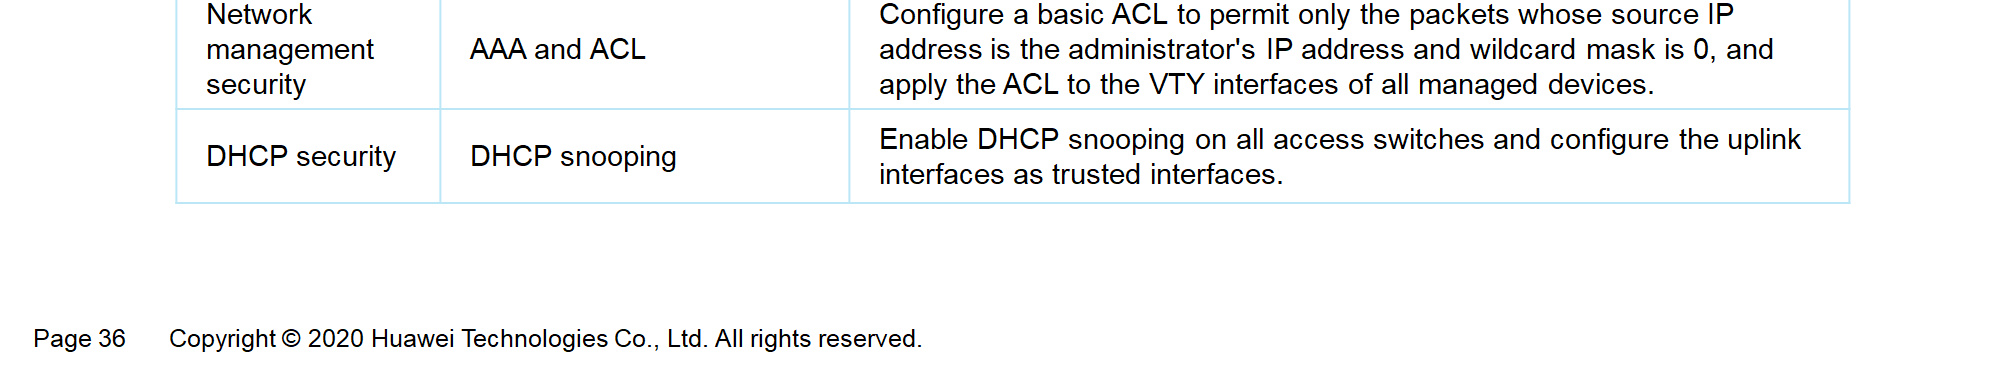 Network
management
security
AAA and ACL
Configure a basic ACL to permit only the packets whose source IP
address is the administrator's IP address and wildcard mask is 0, and
apply the ACL to the VTY interfaces of all managed devices.
DHCP security
DHCP snooping
Enable DHCP snooping on all access switches and configure the uplink
interfaces as trusted interfaces.
Page 36 Copyright © 2020 Huawei Technologies Co., Ltd. All rights reserved.